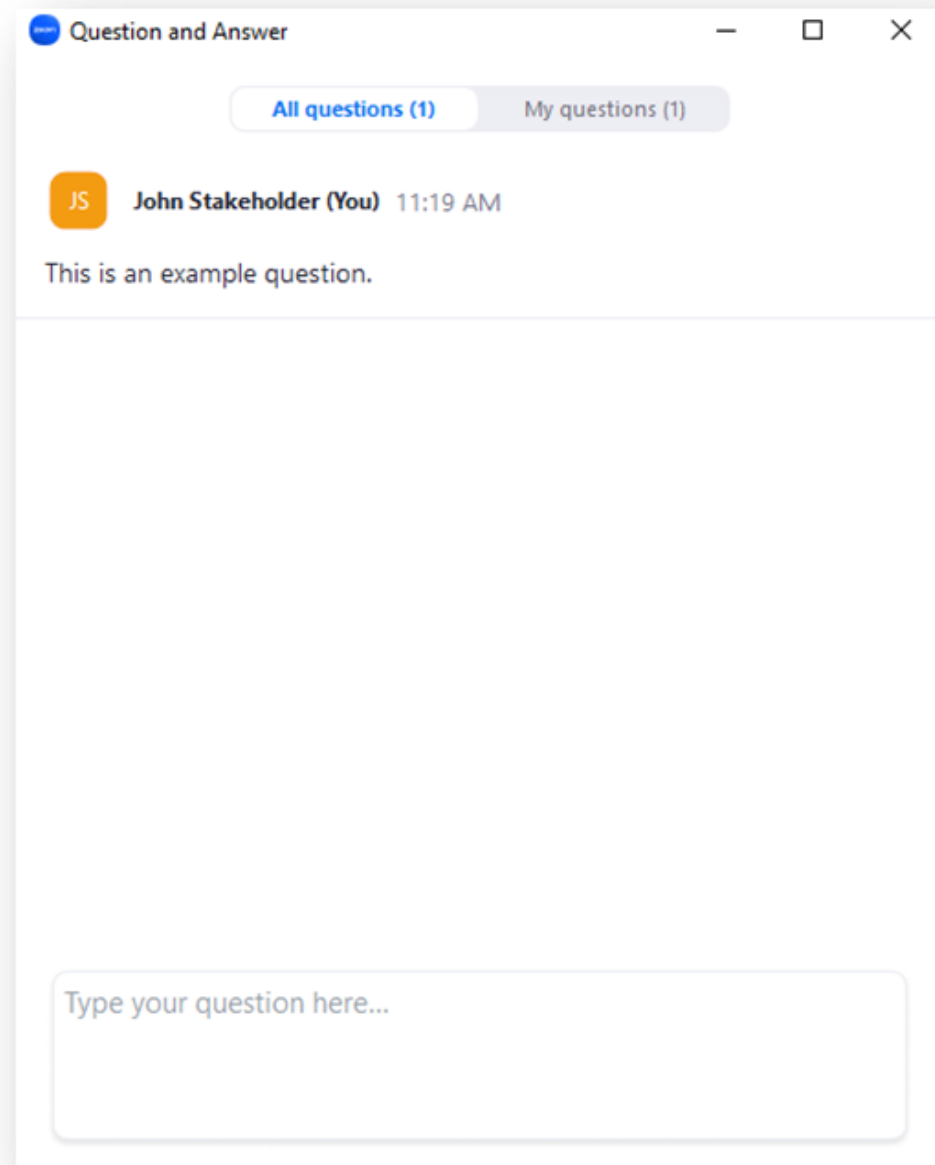 Question and Answer
All questions (1) My questions (1)
JS John Stakeholder (You) 11:19 AM
This is an example question.
Type your question here...